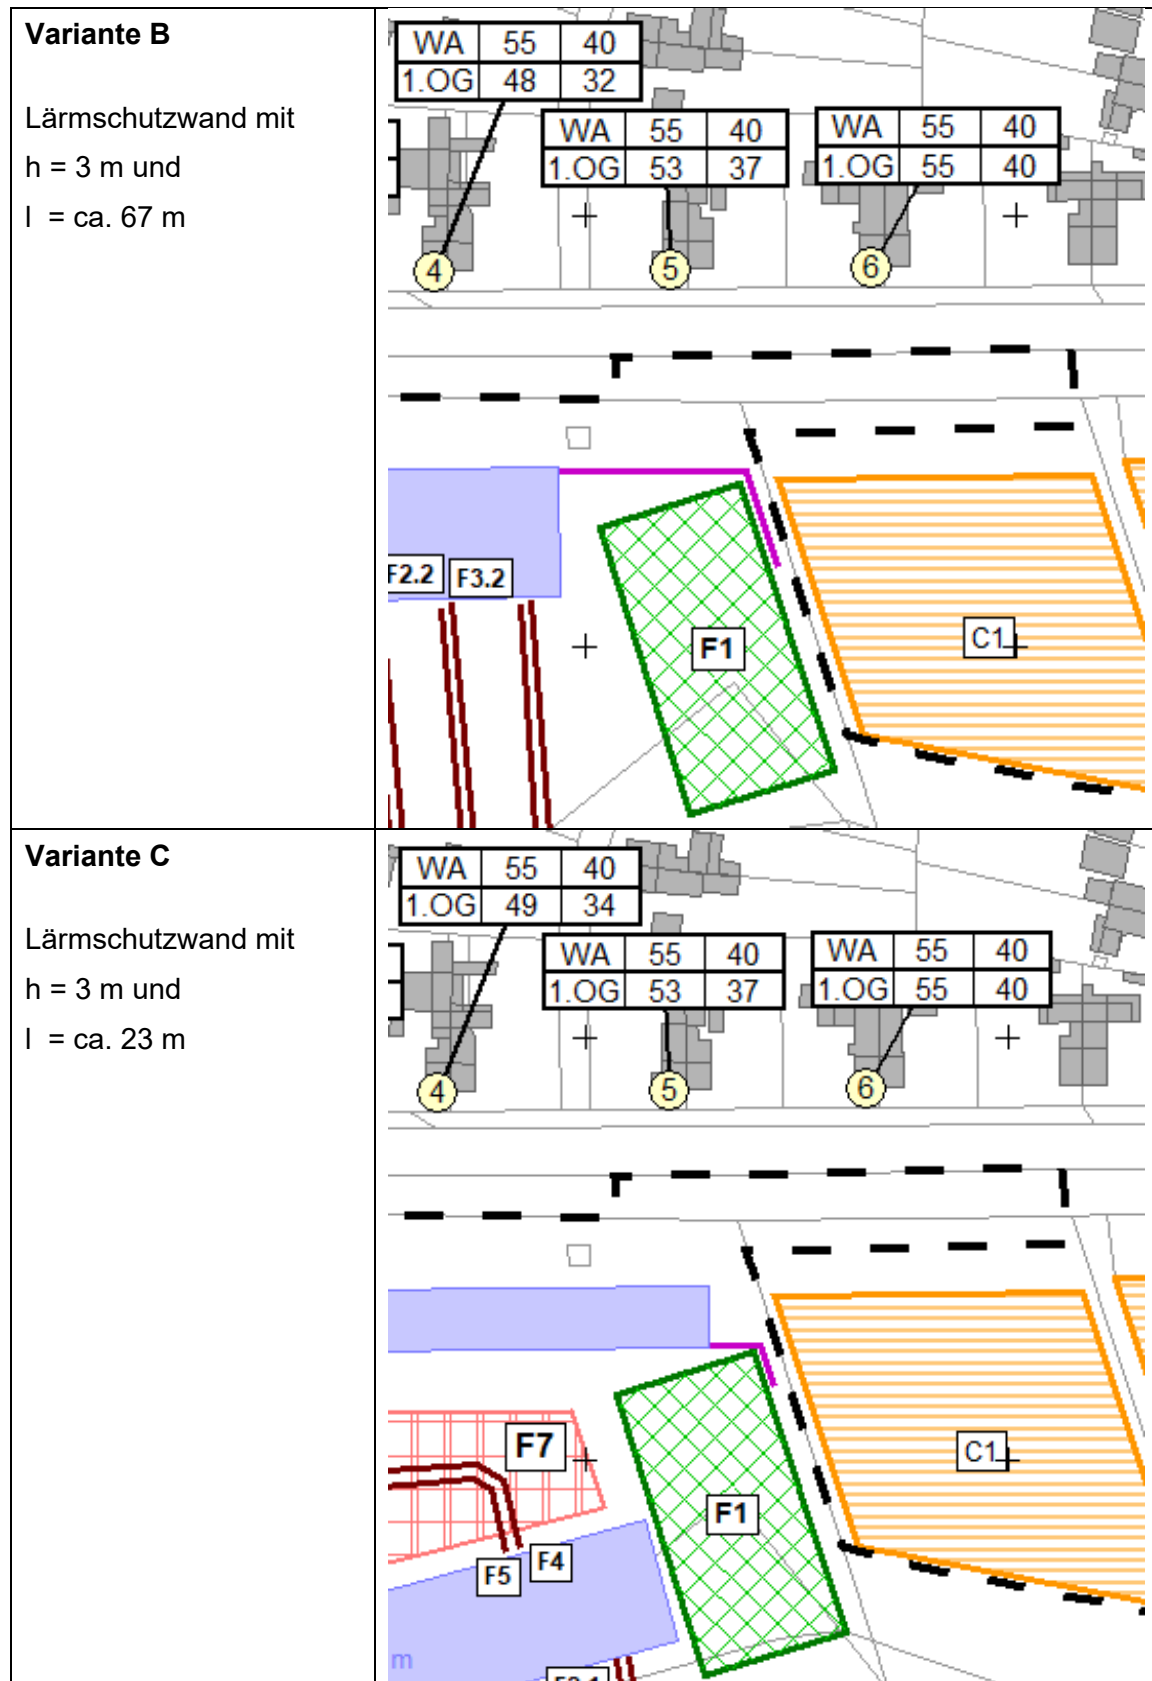 Variante B
Lärmschutzwand mit
h = 3 m und
l = ca. 67 m
WA 55 40
1.OG 48 32
WA 55 40
1.OG 53 37
WA 55 40
1.OG 55 40
4
5
6
F2.2
F3.2
F1
C1
Variante C
Lärmschutzwand mit
h = 3 m und
l = ca. 23 m
WA 55 40
1.OG 49 34
WA 55 40
1.OG 53 37
WA 55 40
1.OG 55 40
4
5
6
F7
C1
F1
F4
F5
m